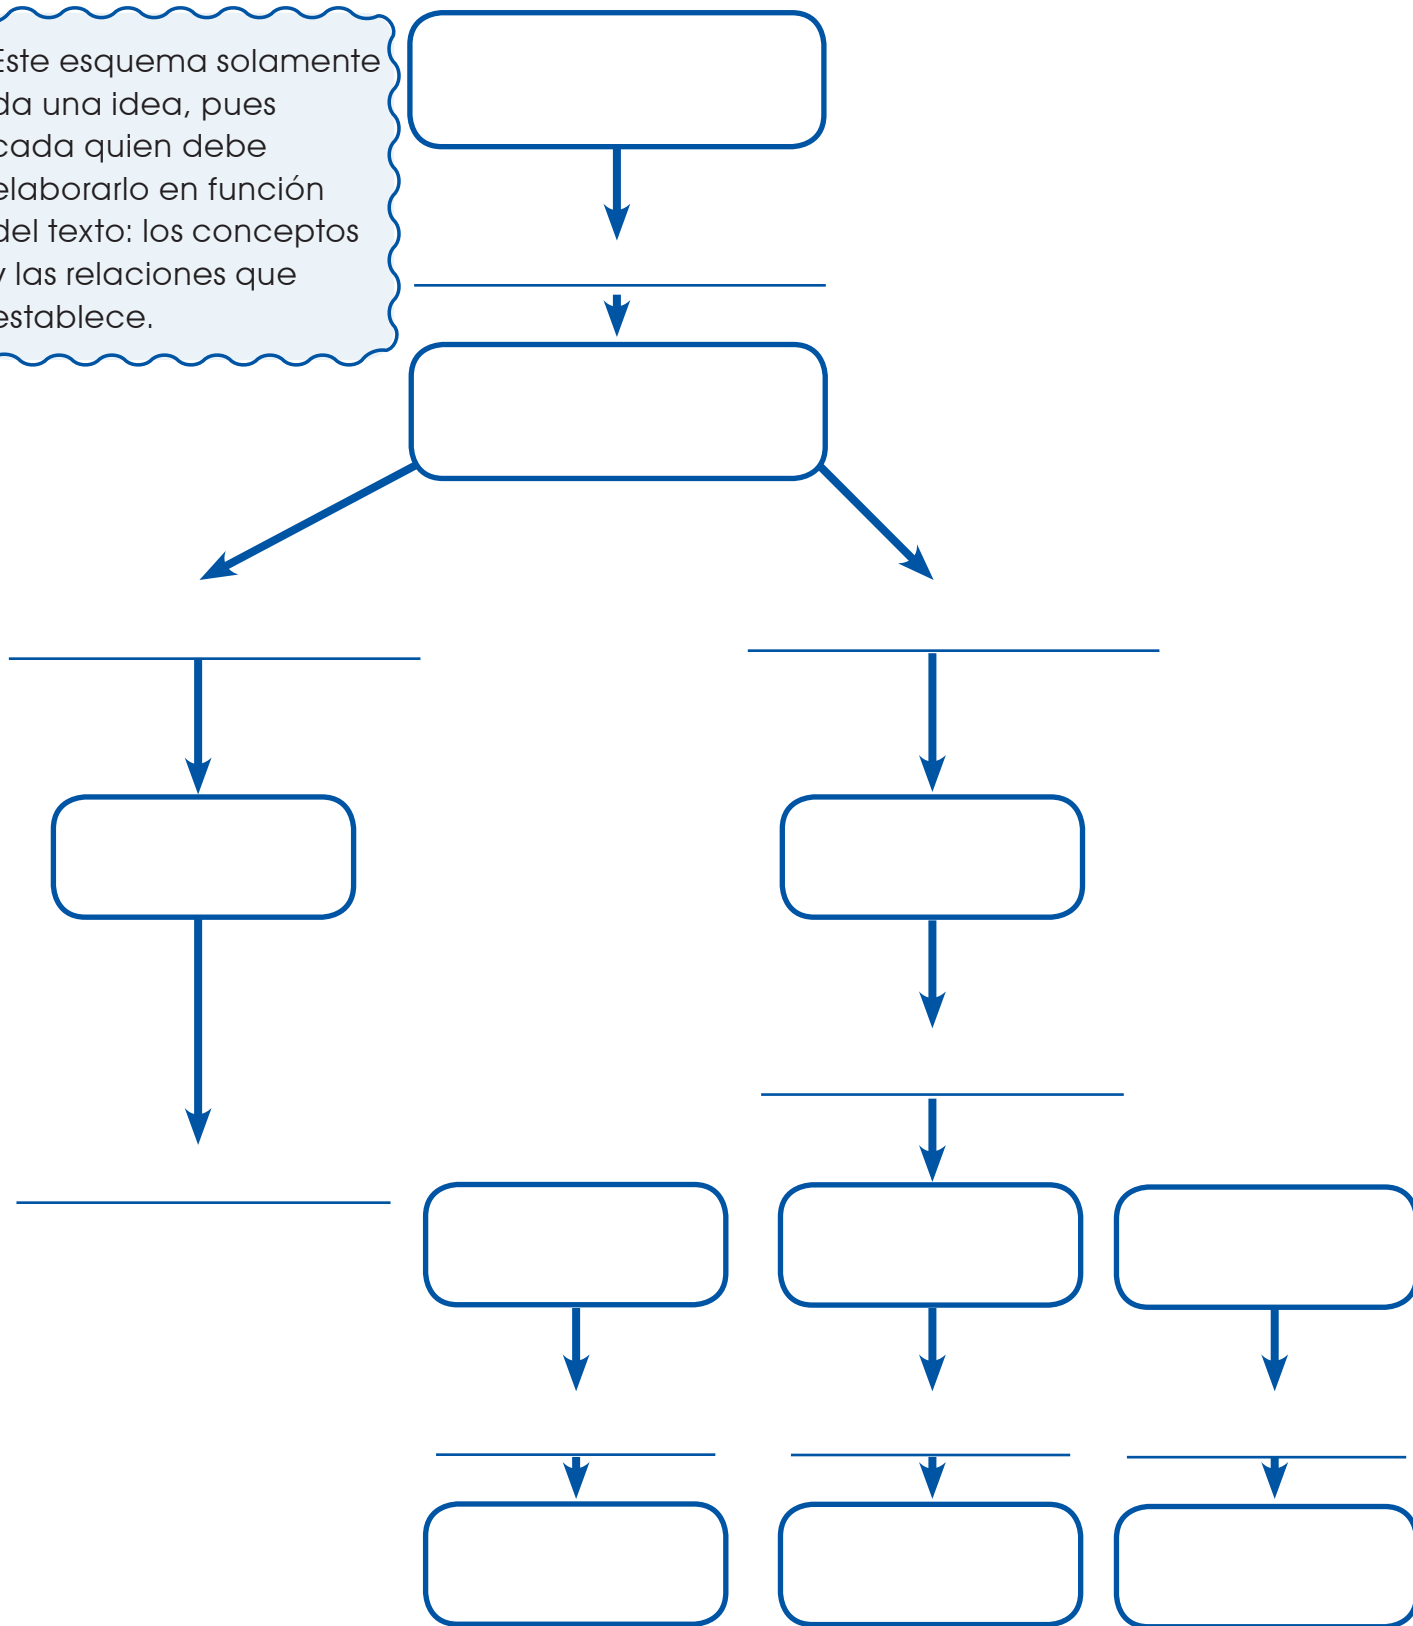 Este esquema solamente
da una idea, pues
cada quien debe
elaborarlo en función
del texto: los conceptos
y las relaciones que
establece.